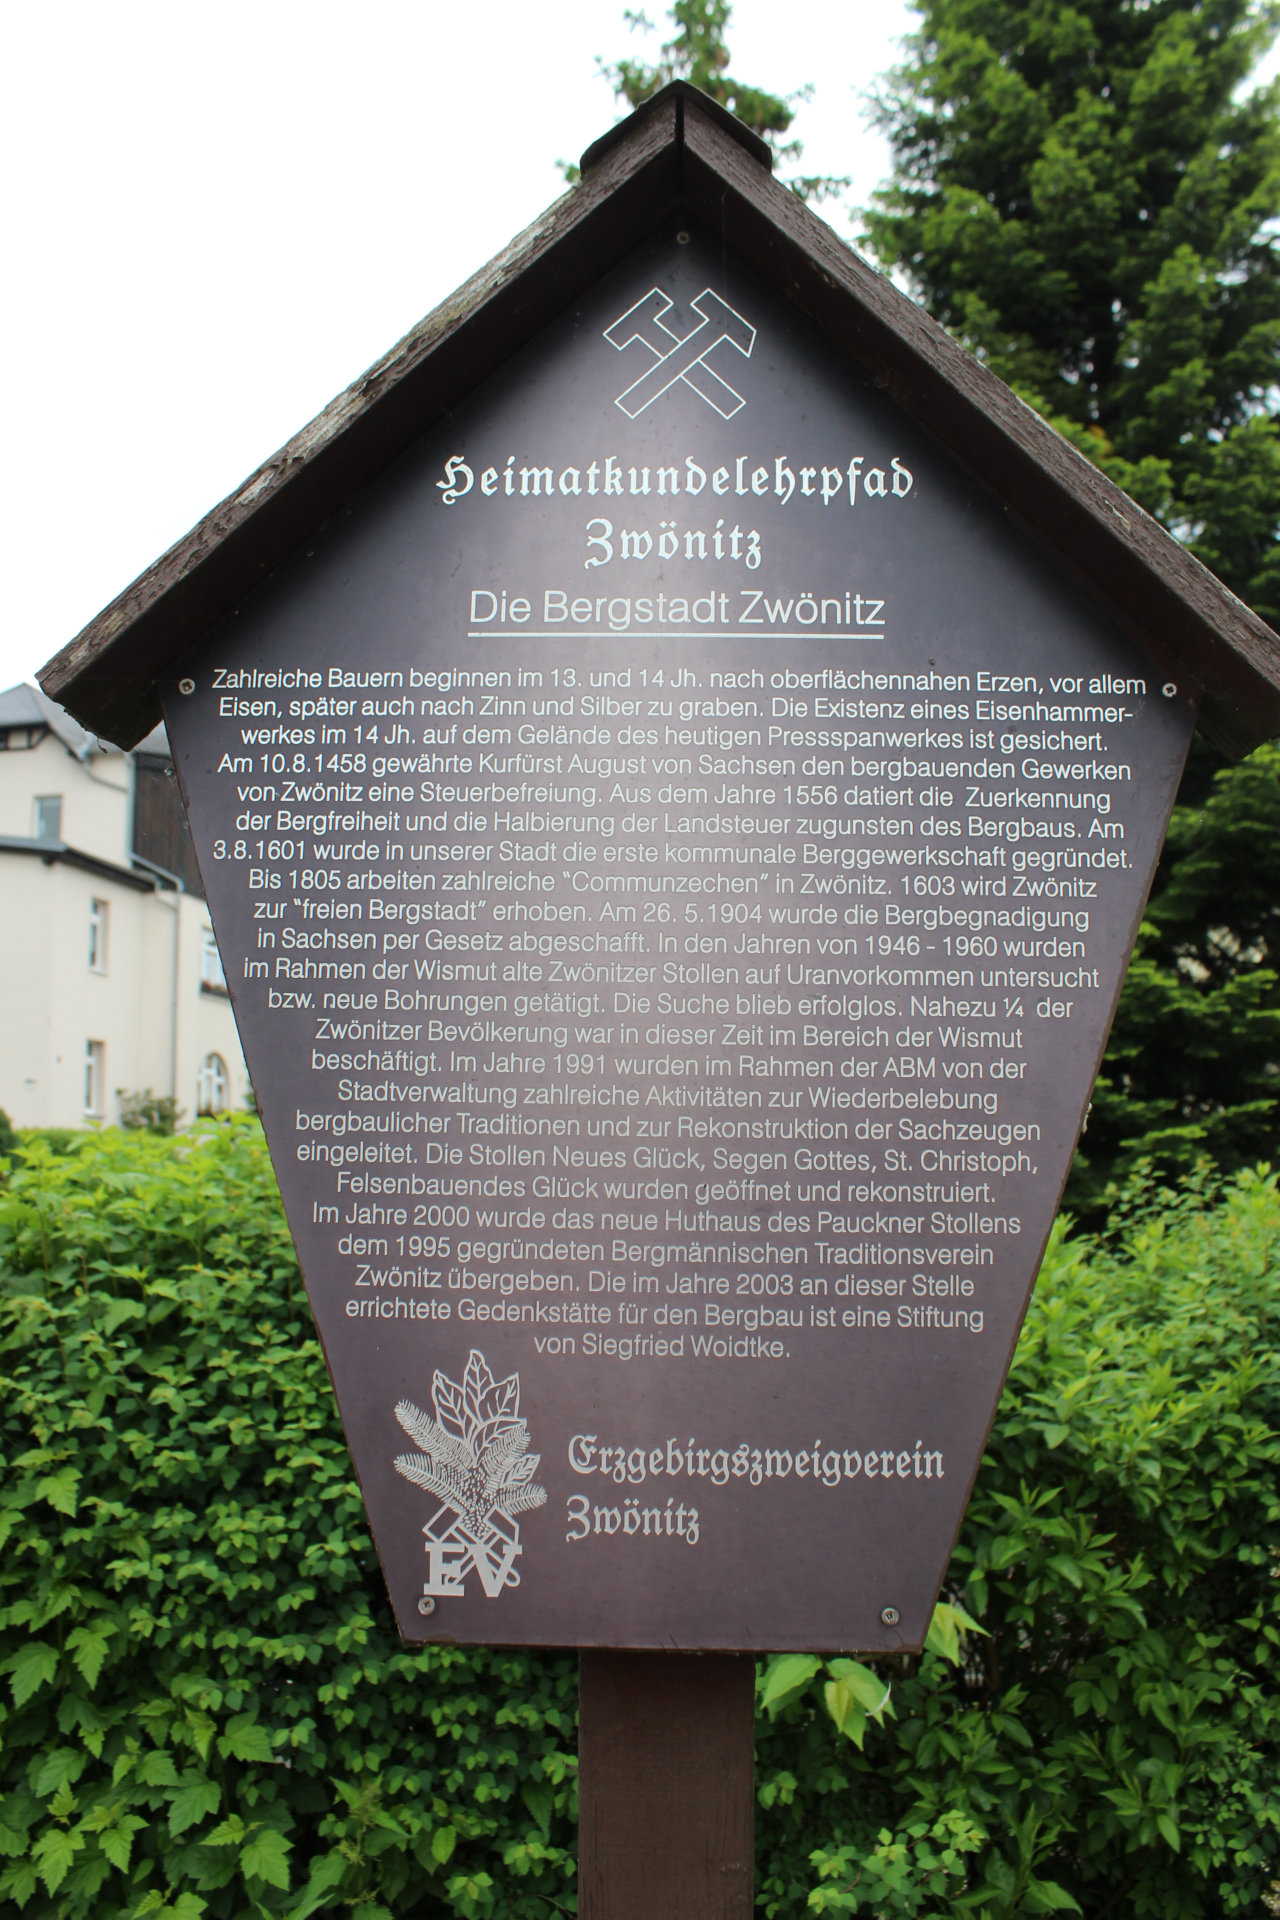 Heimatkundelehrpfad
Zwönitz
Die Bergstadt Zwönitz
Zahlreiche Bauern beginnen im 13. und 14 Jh. nach oberflächennahen Erzen, vor allem
Eisen, später auch nach Zinn und Silber zu graben. Die Existenz eines Eisenhammer-
werkes im 14 Jh. auf dem Gelände des heutigen Pressspanwerkes ist gesichert.
Am 10.8.1458 gewährte Kurfürst August von Sachsen den bergbauenden Gewerken
von Zwönitz eine Steuerbefreiung. Aus dem Jahre 1556 datiert die Zuerkennung
der Bergfreiheit und die Halbierung der Landsteuer zugunsten des Bergbaus. Am
3.8.1601 wurde in unserer Stadt die erste kommunale Berggewerkschaft gegründet.
Bis 1805 arbeiten zahlreiche "Communzechen" in Zwönitz. 1603 wird Zwönitz
zur "freien Bergstadt" erhoben. Am 26. 5.1904 wurde die Bergbegnadigung
in Sachsen per Gesetz abgeschafft. In den Jahren von 1946 - 1960 wurden
im Rahmen der Wismut alte Zwönitzer Stollen auf Uranvorkommen untersucht
bzw. neue Bohrungen getätigt. Die Suche blieb erfolglos. Nahezu ¼ der
Zwönitzer Bevölkerung war in dieser Zeit im Bereich der Wismut
beschäftigt. Im Jahre 1991 wurden im Rahmen der ABM von der
Stadtverwaltung zahlreiche Aktivitäten zur Wiederbelebung
bergbaulicher Traditionen und zur Rekonstruktion der Sachzeugen
eingeleitet. Die Stollen Neues Glück, Segen Gottes, St. Christoph,
Felsenbauendes Glück wurden geöffnet und rekonstruiert.
Im Jahre 2000 wurde das neue Huthaus des Pauckner Stollens
dem 1995 gegründeten Bergmännischen Traditionsverein
Zwönitz übergeben. Die im Jahre 2003 an dieser Stelle
errichtete Gedenkstätte für den Bergbau ist eine Stiftung
von Siegfried Woidtke.
Erzgebirgszweigverein
Zwönitz
EV